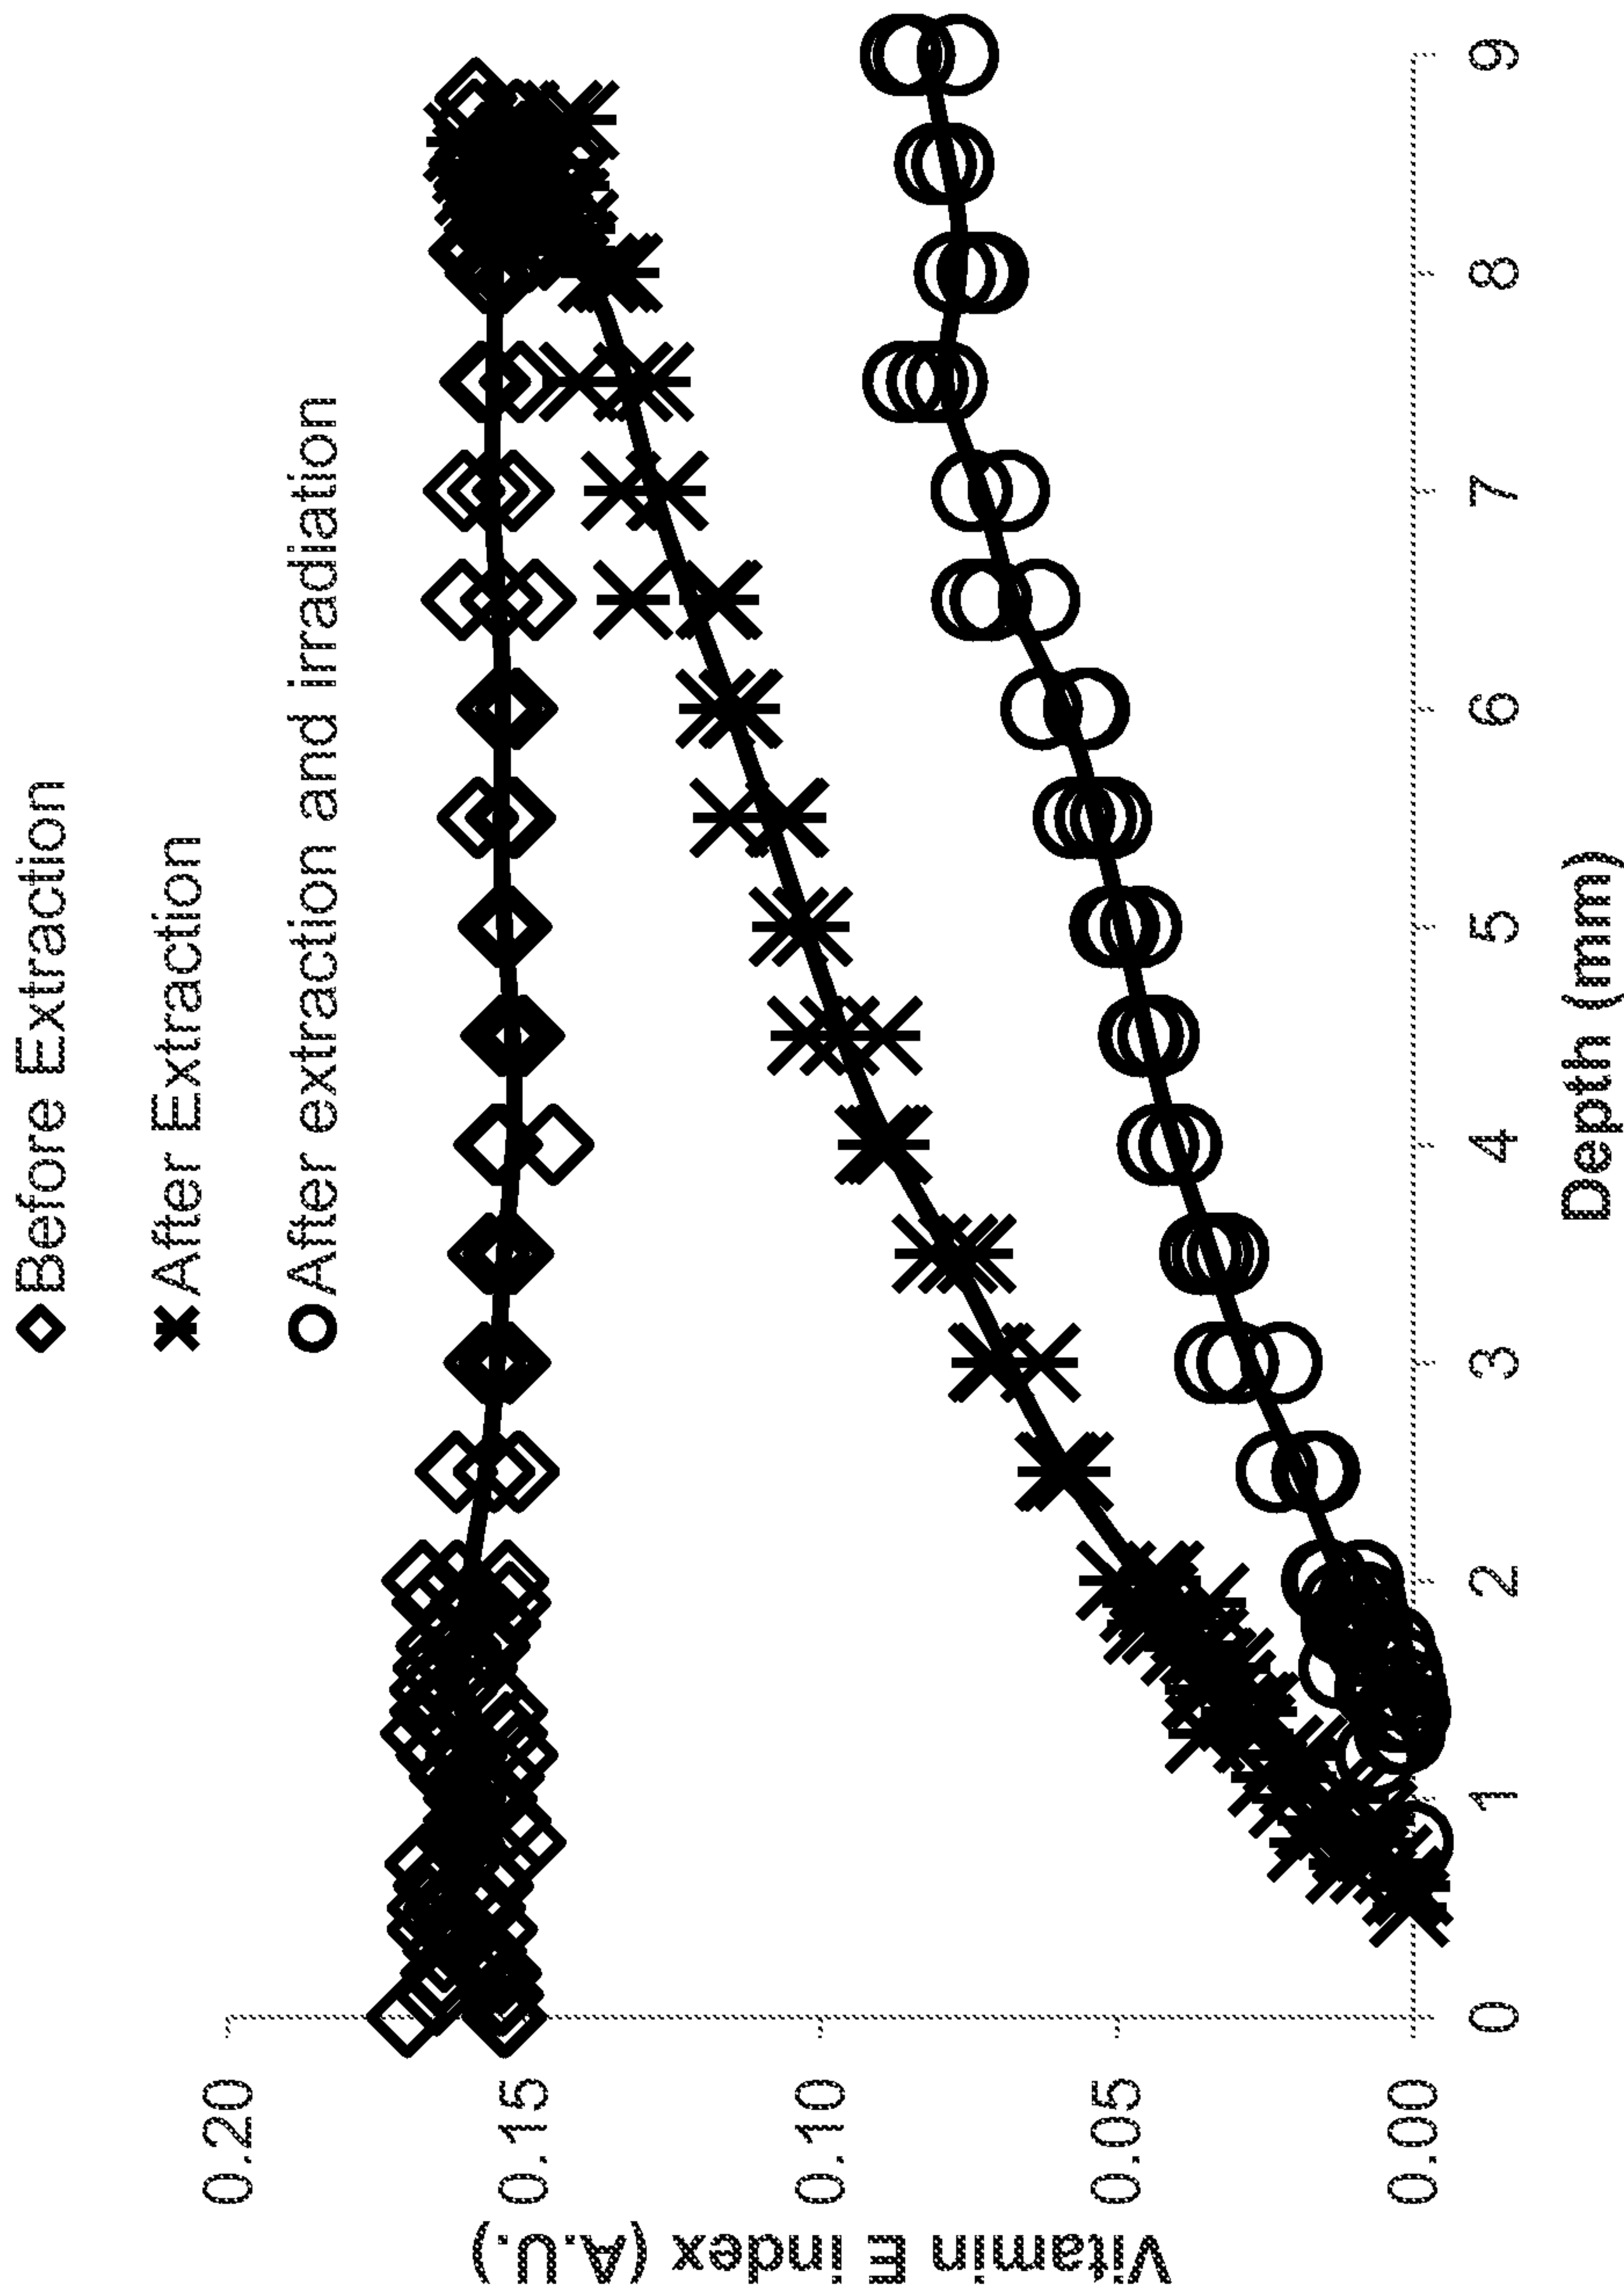 Before Extraction
After Extraction
After extraction and irradiation
Vitamin E index (A.U.)
0.20
0.15
0.10
0.05
0.00
0 1 2 3 4 5 6 7 8 9
Depth (mm)